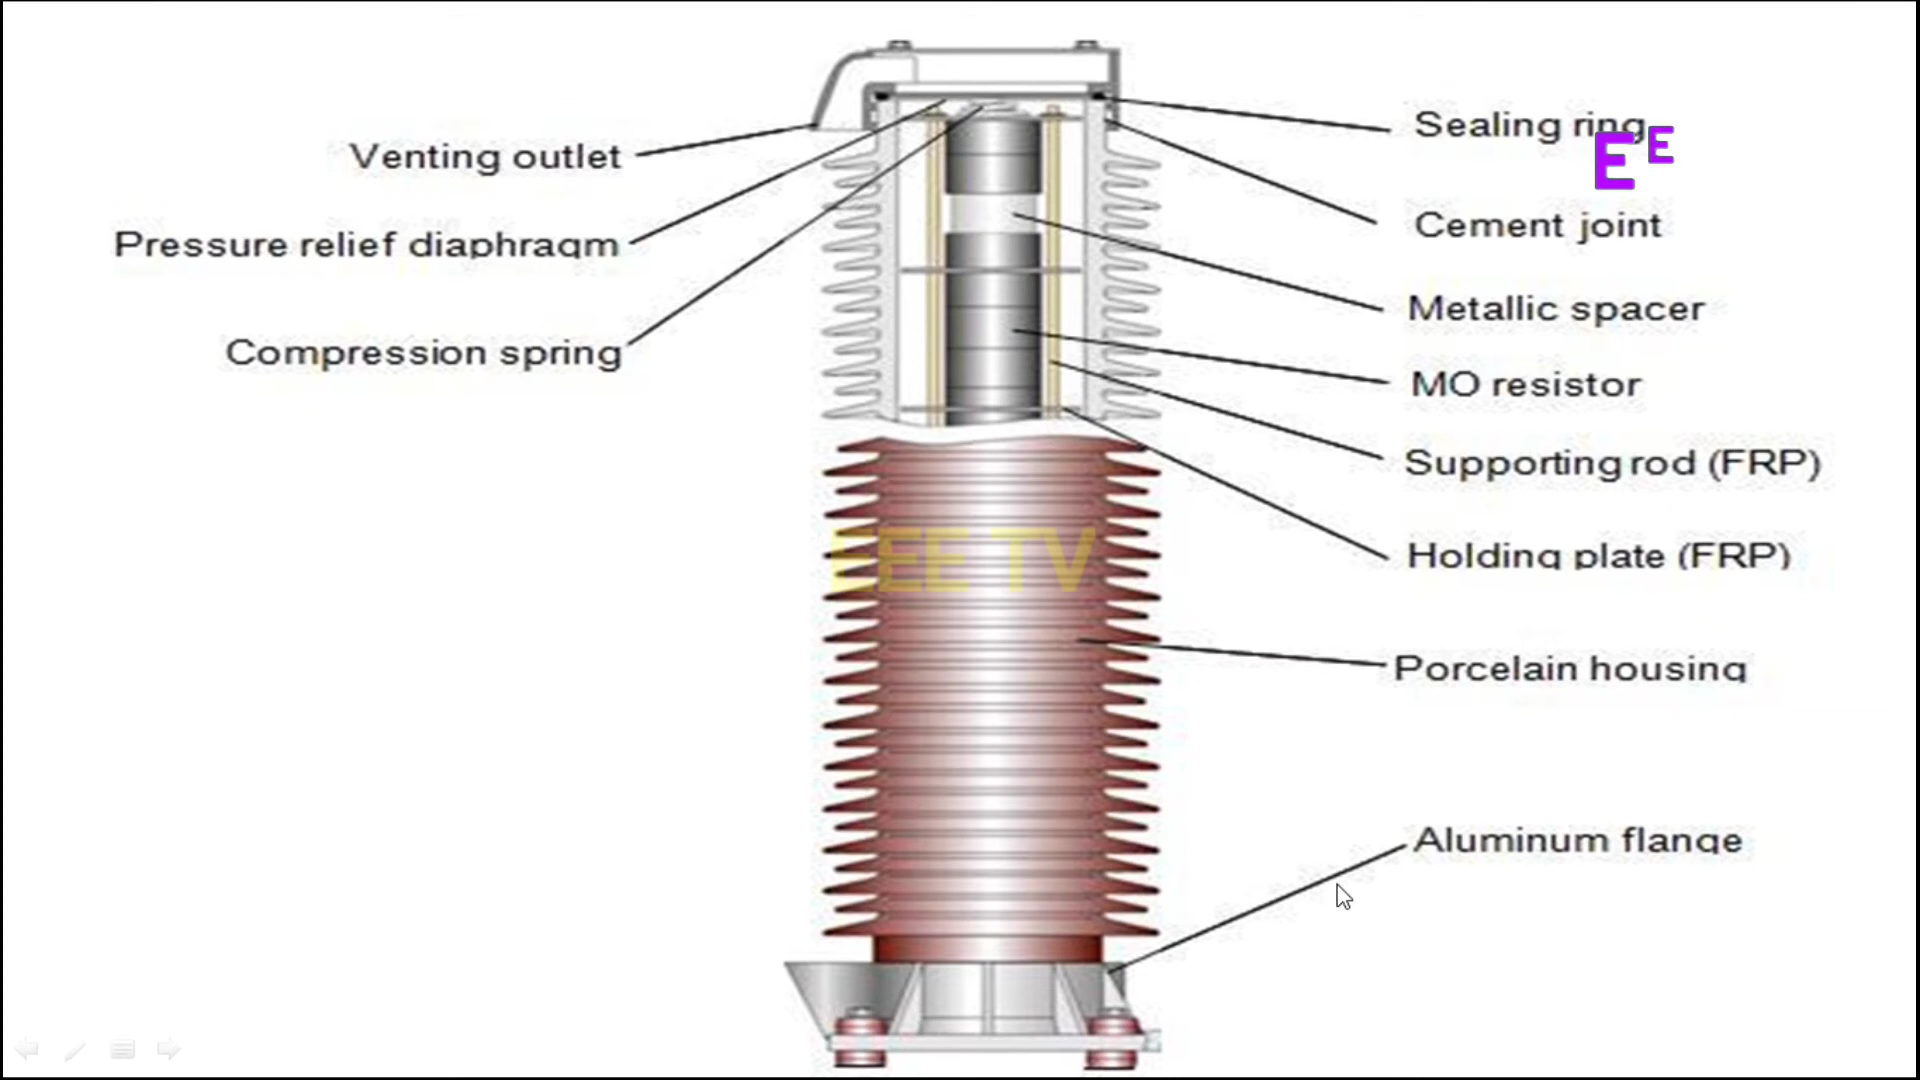 Venting outlet
Pressure relief diaphragm
Compression spring
Sealing ring
E E
Cement joint
Metallic spacer
MO resistor
Supporting rod (FRP)
Holding plate (FRP)
EEE TV
Porcelain housing
Aluminum flange